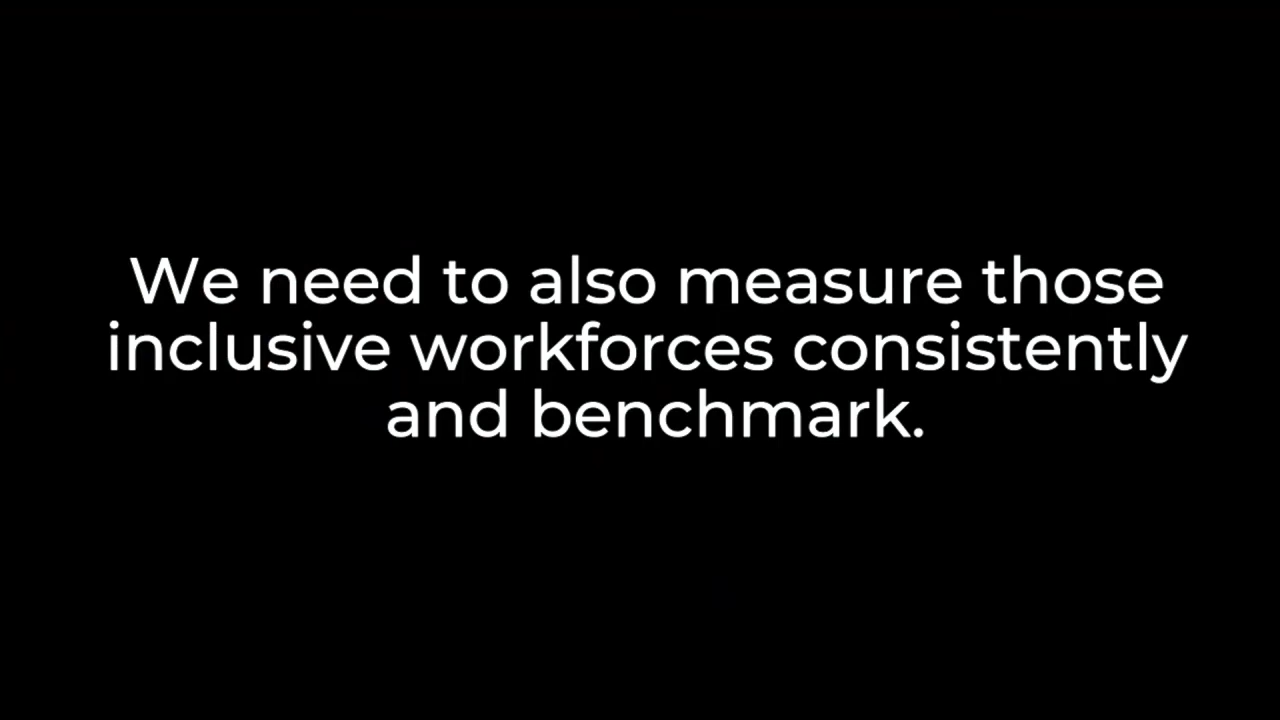 We need to also measure those
inclusive workforces consistently
and benchmark.